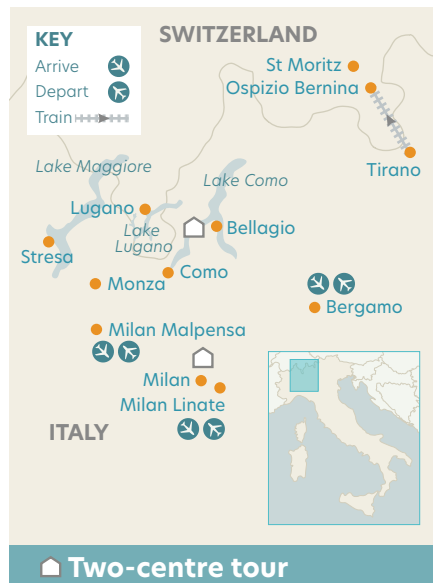 KEY
Arrive
Depart
Train
SWITZERLAND
St Moritz
Ospizio Bernina
Tirano
Lake Maggiore
Lake Como
Lugano
Lake
Lugano
Bellagio
Stresa
Como
Monza
Bergamo
Milan Malpensa
Milan
Milan Linate
ITALY
Two-centre tour